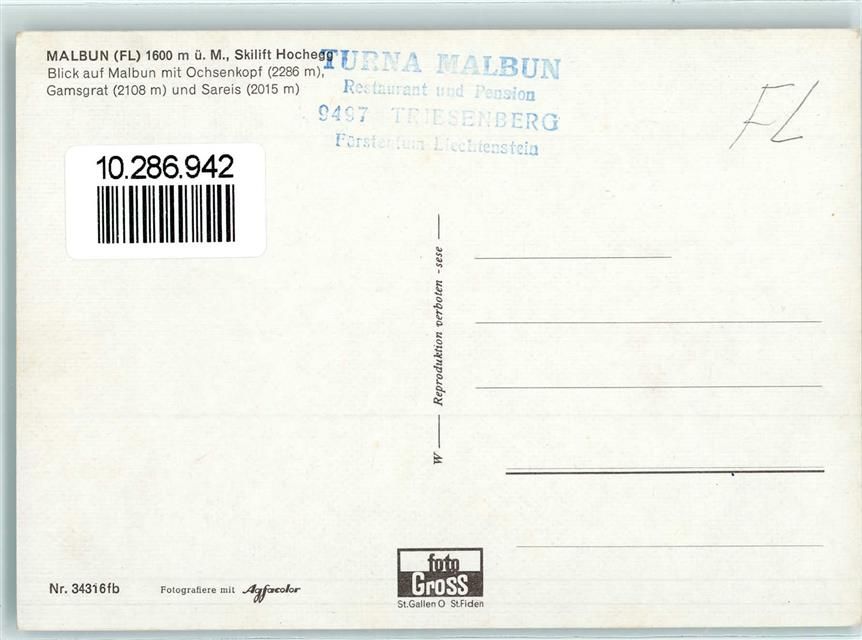 MALBUN (FL) 1600 m ü. M., Skilift Hochegg
Blick auf Malbun mit Ochsenkopf (2286 m),
Gamsgrat (2108 m) und Sareis (2015 m)
TURNA MALBUN
Restaurant und Pension
9497 TRIESENBERG
Fürstentum Liechtenstein
FL
10.286.942
W — Reproduktion verboten - sese —
Nr. 34316fb
Fotografiere mit Agfacolor
foto
Gross
St.Gallen O St.Fiden